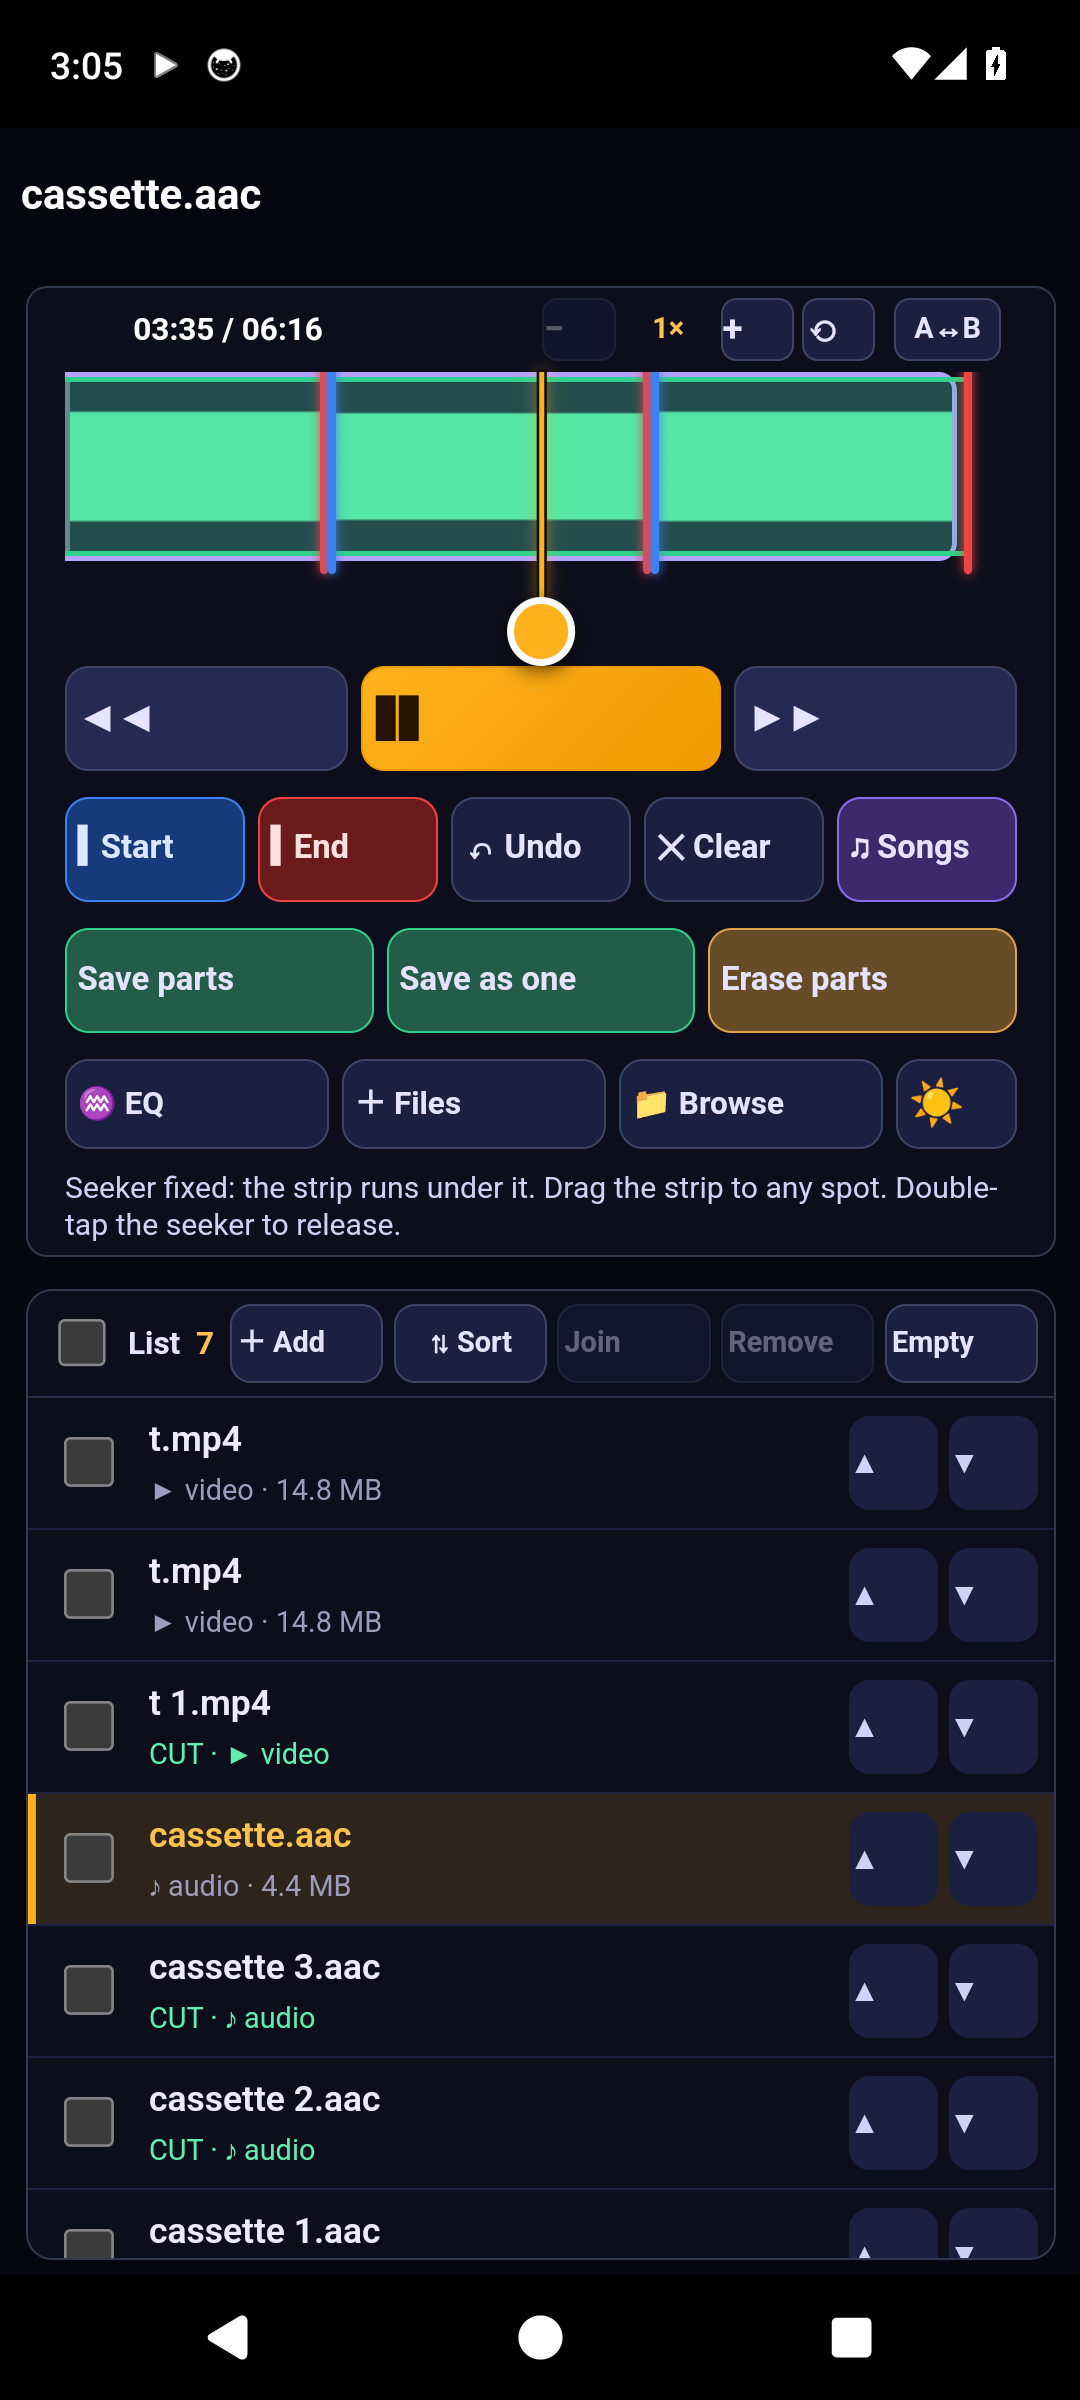 3:05
cassette.aac
03:35 / 06:16
− 1× + ⟲ A↔B
◄◄ ▌▌ ►►
▌Start ▌End ↶ Undo ✕ Clear ♫ Songs
Save parts Save as one Erase parts
♒ EQ + Files 📁 Browse ☀️
Seeker fixed: the strip runs under it. Drag the strip to any spot. Double-
tap the seeker to release.
List 7 + Add ⇅ Sort Join Remove Empty
t.mp4
► video · 14.8 MB
t.mp4
► video · 14.8 MB
t 1.mp4
CUT · ► video
cassette.aac
♪ audio · 4.4 MB
cassette 3.aac
CUT · ♪ audio
cassette 2.aac
CUT · ♪ audio
cassette 1.aac